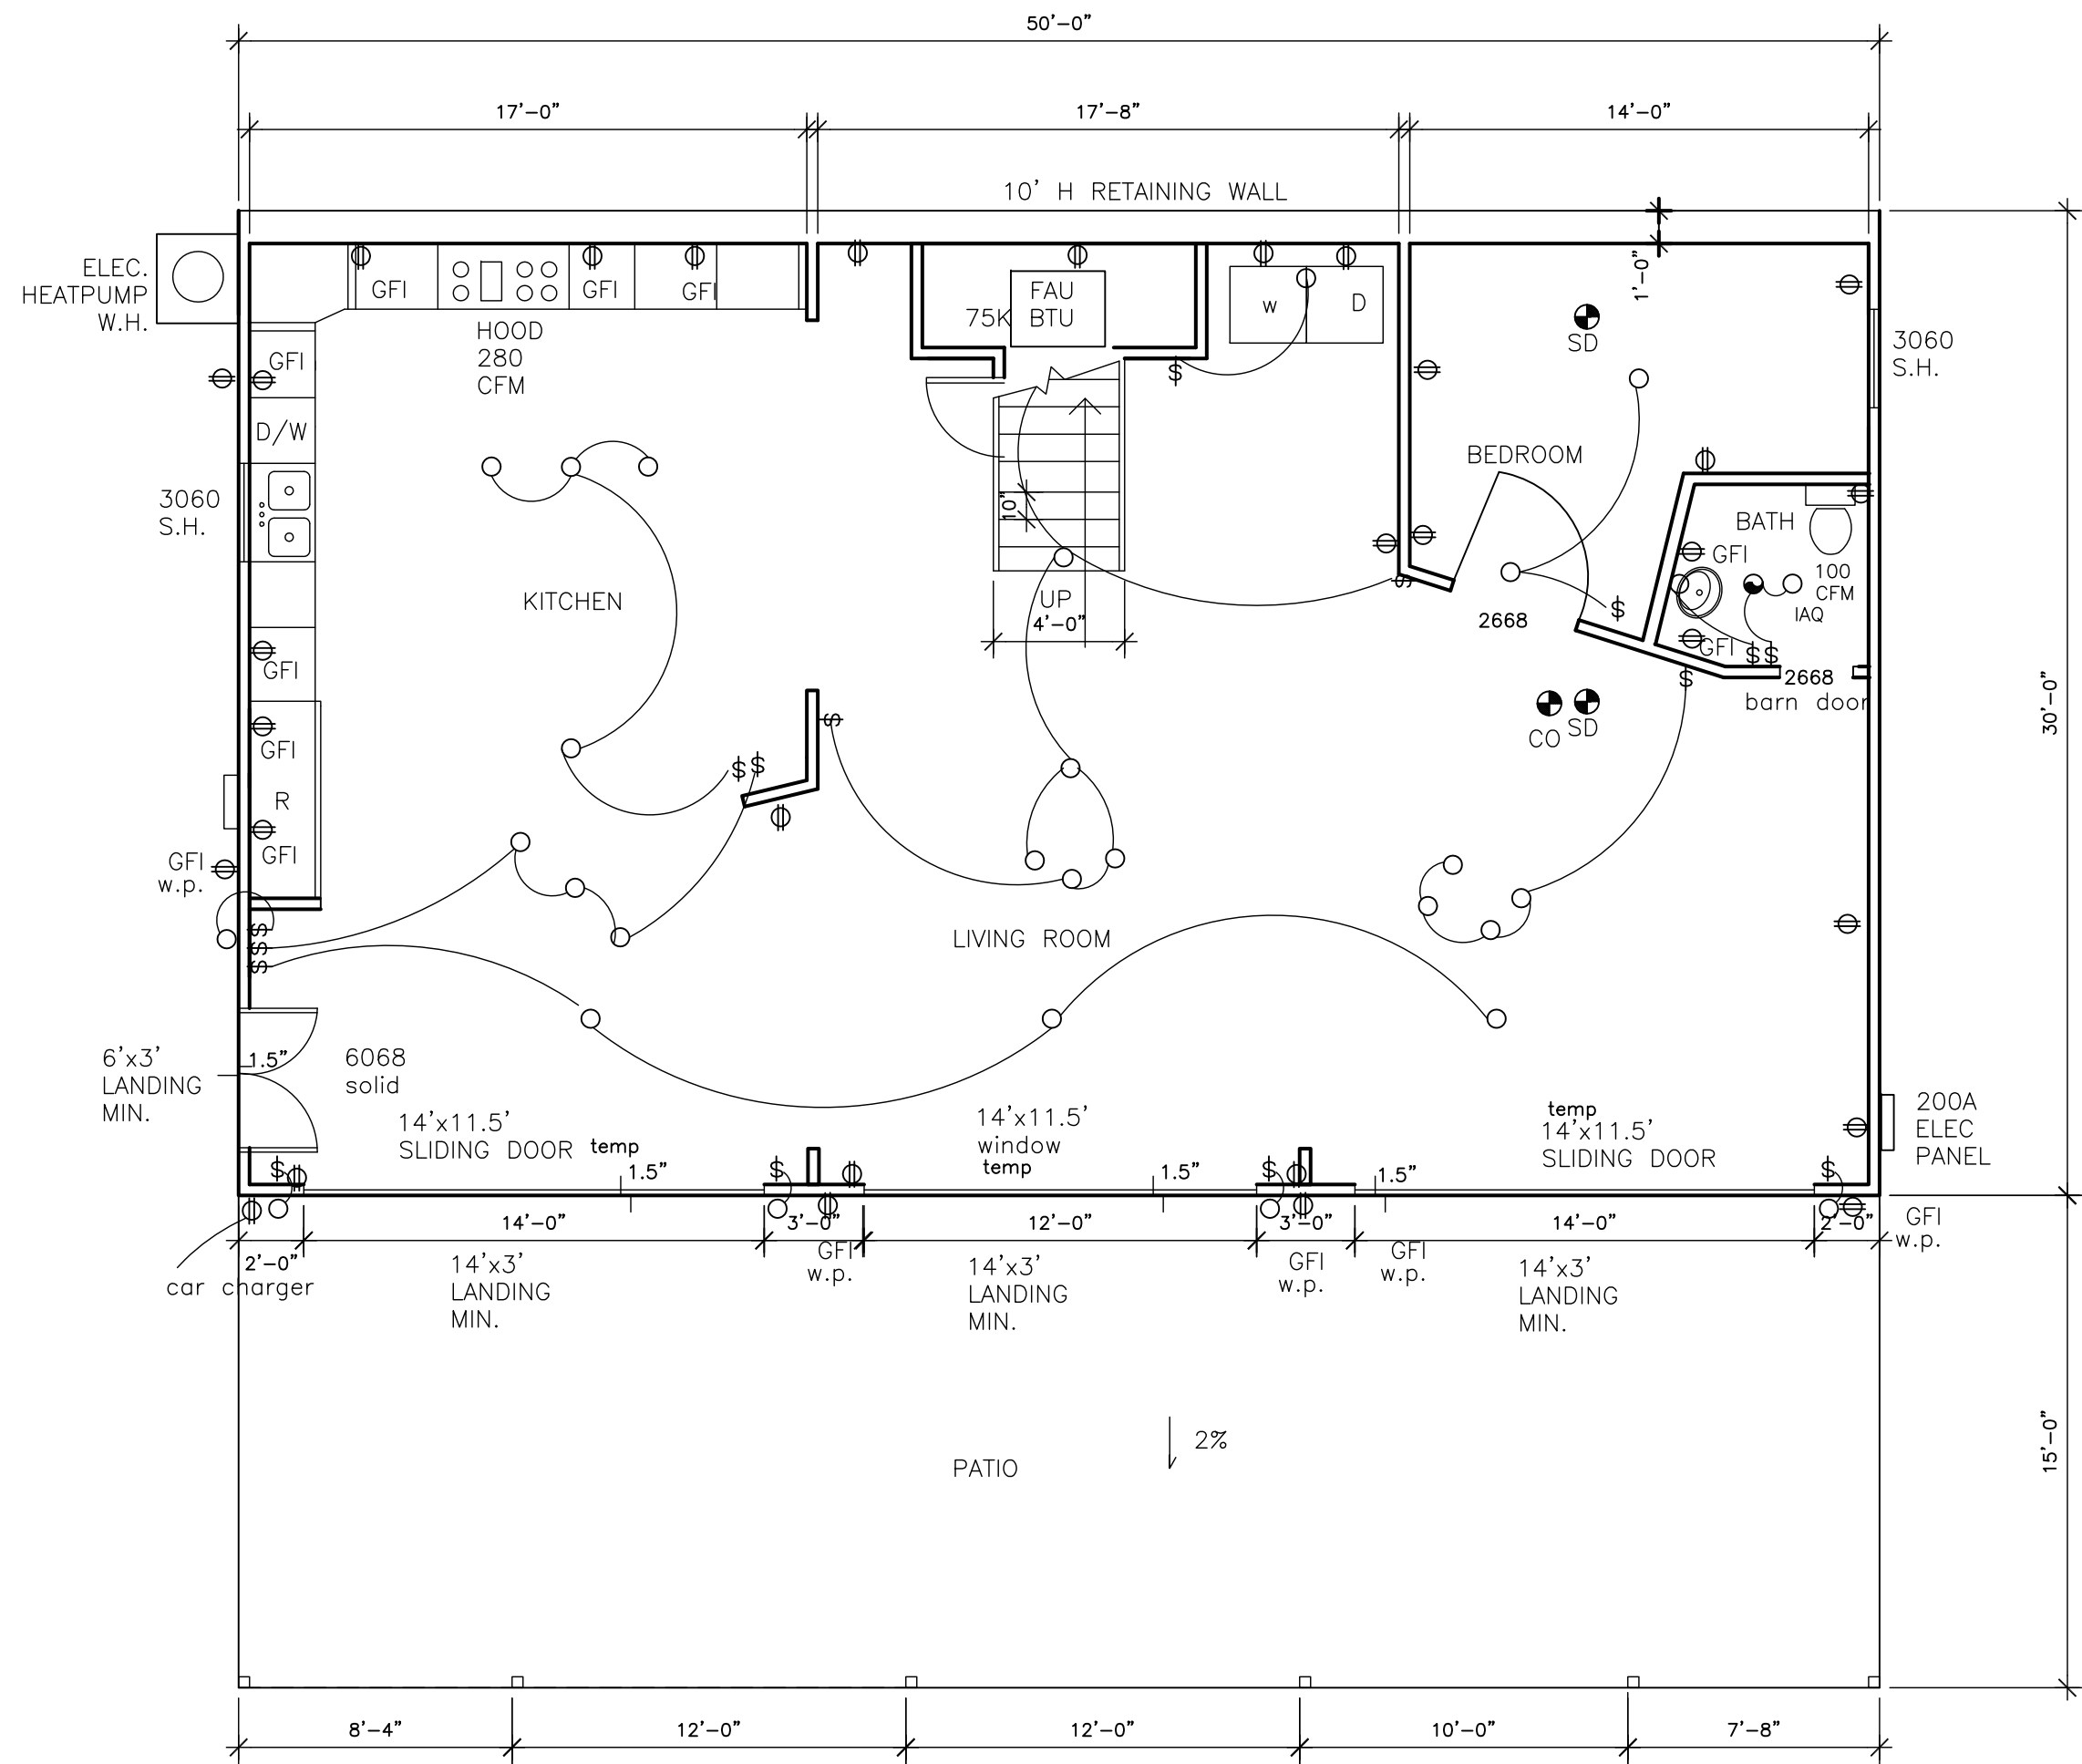 50'-0"
17'-0"
17'-8"
14'-0"
10' H RETAINING WALL
ELEC.
HEATPUMP
W.H.
GFI
GFI
GFI
HOOD
280
CFM
FAU
75K BTU
w
D
1'-0"
SD
3060
S.H.
GFI
D/W
$
3060
S.H.
BEDROOM
10"
BATH
GFI
100
CFM
IAQ
KITCHEN
UP
4'-0"
$
2668
$
GFI
$$
2668
barn door
$
GFI
30'-0"
$
CO
SD
GFI
$$
R
GFI
GFI
w.p.
$
$
$
LIVING ROOM
6'x3'
LANDING
MIN.
1.5"
6068
solid
14'x11.5'
SLIDING DOOR
temp
14'x11.5'
window
temp
temp
14'x11.5'
SLIDING DOOR
200A
ELEC
PANEL
$
1.5"
$
1.5"
$
1.5"
$
2'-0"
14'-0"
3'-0"
12'-0"
3'-0"
14'-0"
2'-0"
GFI
w.p.
car charger
14'x3'
LANDING
MIN.
GFI
w.p.
14'x3'
LANDING
MIN.
GFI
w.p.
GFI
w.p.
14'x3'
LANDING
MIN.
PATIO
2%
15'-0"
8'-4"
12'-0"
12'-0"
10'-0"
7'-8"